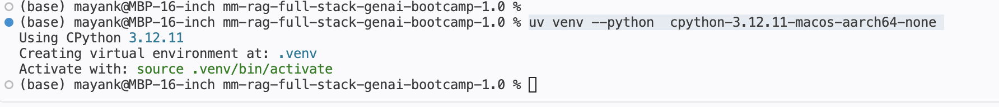 (base) mayank@MBP-16-inch mm-rag-full-stack-genai-bootcamp-1.0 %
(base) mayank@MBP-16-inch mm-rag-full-stack-genai-bootcamp-1.0 % uv venv --python  cpython-3.12.11-macos-aarch64-none
Using CPython 3.12.11
Creating virtual environment at: .venv
Activate with: source .venv/bin/activate
(base) mayank@MBP-16-inch mm-rag-full-stack-genai-bootcamp-1.0 %